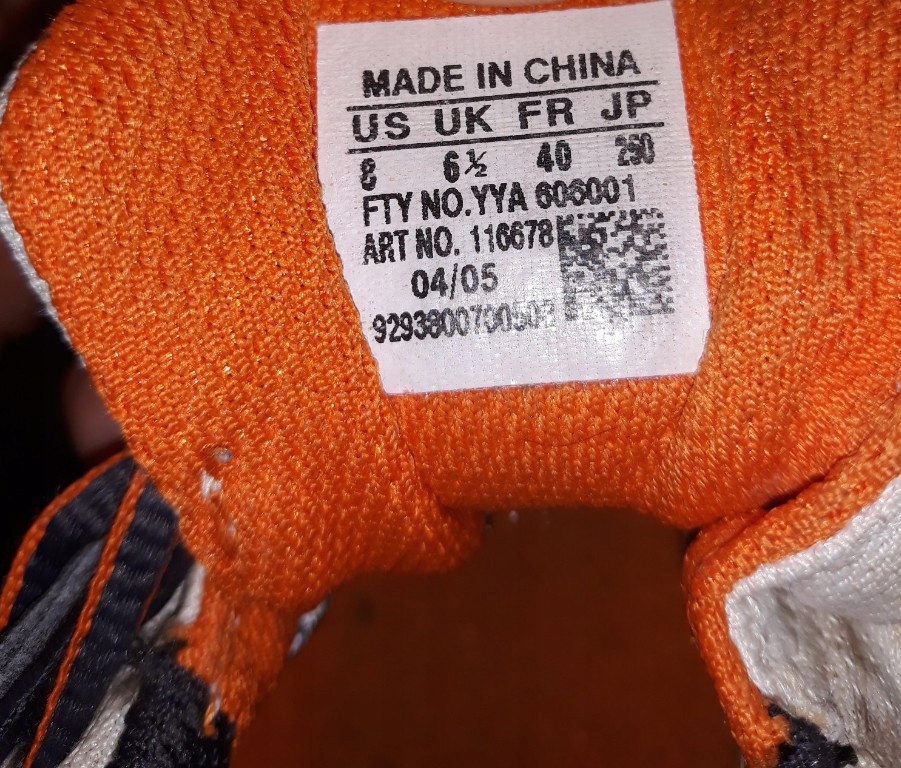 MADE IN CHINA
US UK FR JP
8 6½ 40 250
FTY NO.YYA 606001
ART NO. 116678
04/05